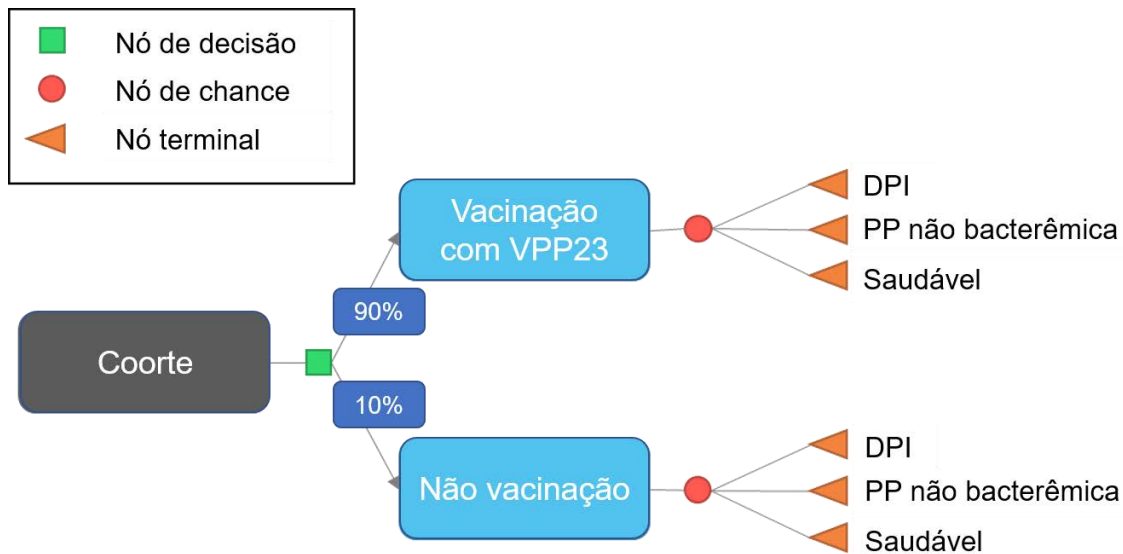 Nó de decisão
Nó de chance
Nó terminal
Vacinação
com VPP23
DPI
PP não bacterêmica
Saudável
90%
Coorte
10%
Não vacinação
DPI
PP não bacterêmica
Saudável